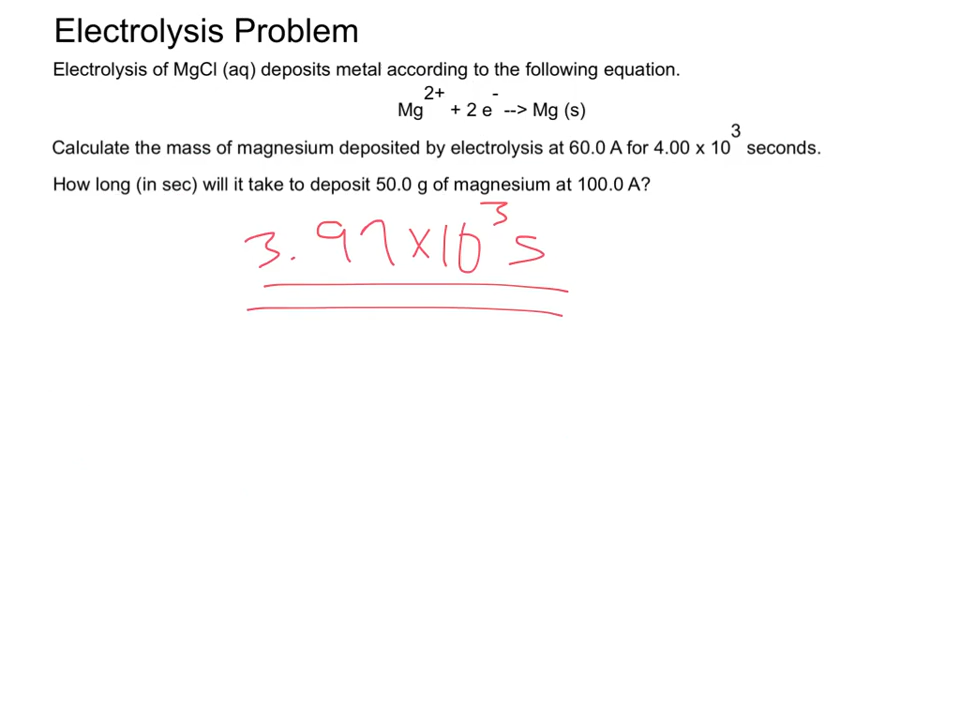 Electrolysis Problem
Electrolysis of MgCl (aq) deposits metal according to the following equation.
Mg²⁺ + 2 e⁻ --> Mg (s)
Calculate the mass of magnesium deposited by electrolysis at 60.0 A for 4.00 x 10³ seconds.
How long (in sec) will it take to deposit 50.0 g of magnesium at 100.0 A?
3.97×10³s